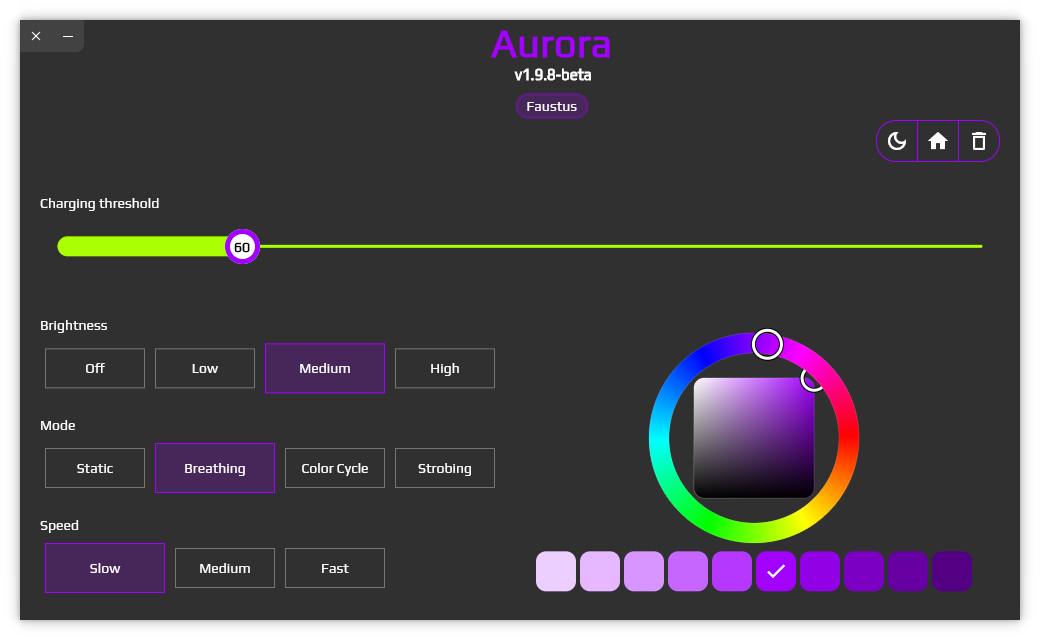 Aurora
v1.9.8-beta
Faustus
Charging threshold
60
Brightness
Off Low Medium High
Mode
Static Breathing Color Cycle Strobing
Speed
Slow Medium Fast